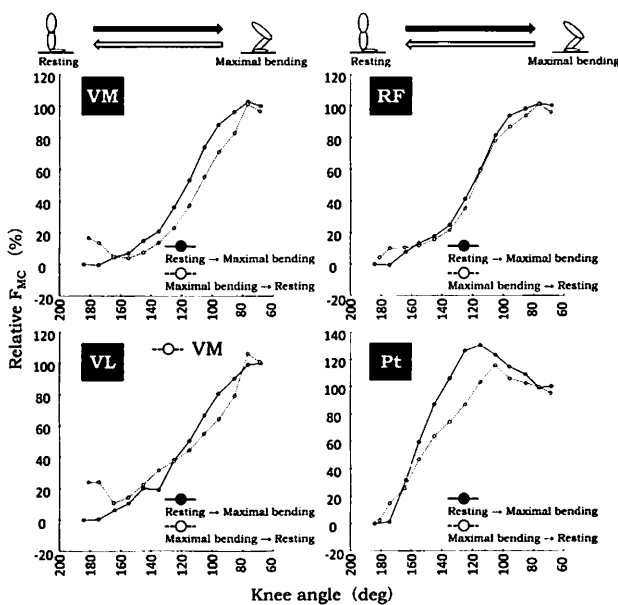 Resting Maximal bending Resting Maximal bending
VM
RF
100
80
60
40
20
0
-20
100
80
60
40
20
0
-20
Resting → Maximal bending
Maximal bending → Resting
Resting → Maximal bending
Maximal bending → Resting
200 180 160 140 120 100 80 60
200 180 160 140 120 100 80 60
Relative F_MC (%)
VL
VM
Pt
100
80
60
40
20
0
-20
140
120
100
80
60
40
20
0
-20
Resting → Maximal bending
Maximal bending → Resting
Resting → Maximal bending
Maximal bending → Resting
200 180 160 140 120 100 80 60
200 180 160 140 120 100 80 60
Knee angle (deg)